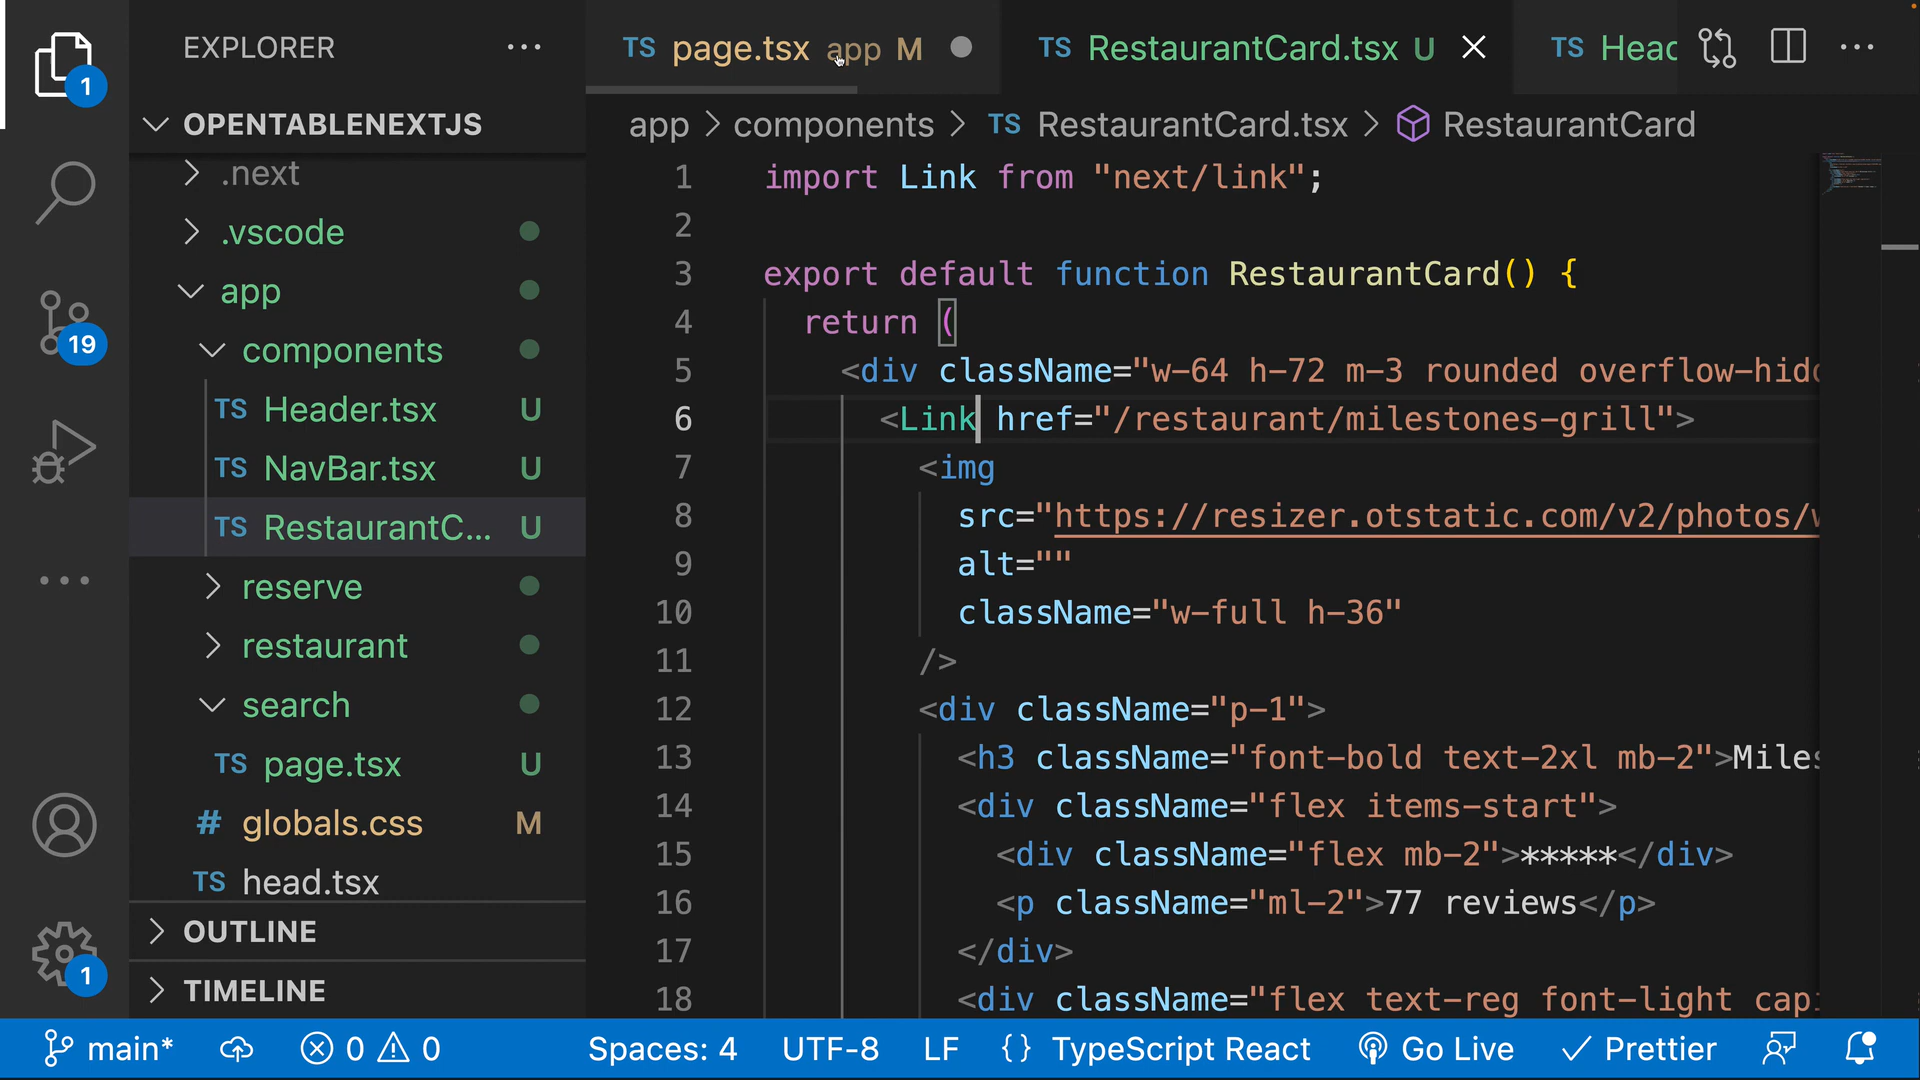 EXPLORER
OPENTABLENEXTJS
.next
.vscode
app
components
TS Header.tsx U
TS NavBar.tsx U
TS RestaurantC... U
reserve
restaurant
search
TS page.tsx U
# globals.css M
TS head.tsx
OUTLINE
TIMELINE
1
19
1
TS page.tsx app M
TS RestaurantCard.tsx U
TS Head
app > components > TS RestaurantCard.tsx > RestaurantCard
1 import Link from "next/link";
2
3 export default function RestaurantCard() {
4 return (
5 <div className="w-64 h-72 m-3 rounded overflow-hidd
6 <Link href="/restaurant/milestones-grill">
7 <img
8 src="https://resizer.otstatic.com/v2/photos/w
9 alt=""
10 className="w-full h-36"
11 />
12 <div className="p-1">
13 <h3 className="font-bold text-2xl mb-2">Miles
14 <div className="flex items-start">
15 <div className="flex mb-2">*****</div>
16 <p className="ml-2">77 reviews</p>
17 </div>
18 <div className="flex text-reg font-light capi
main* 0 0 Spaces: 4 UTF-8 LF {} TypeScript React Go Live Prettier